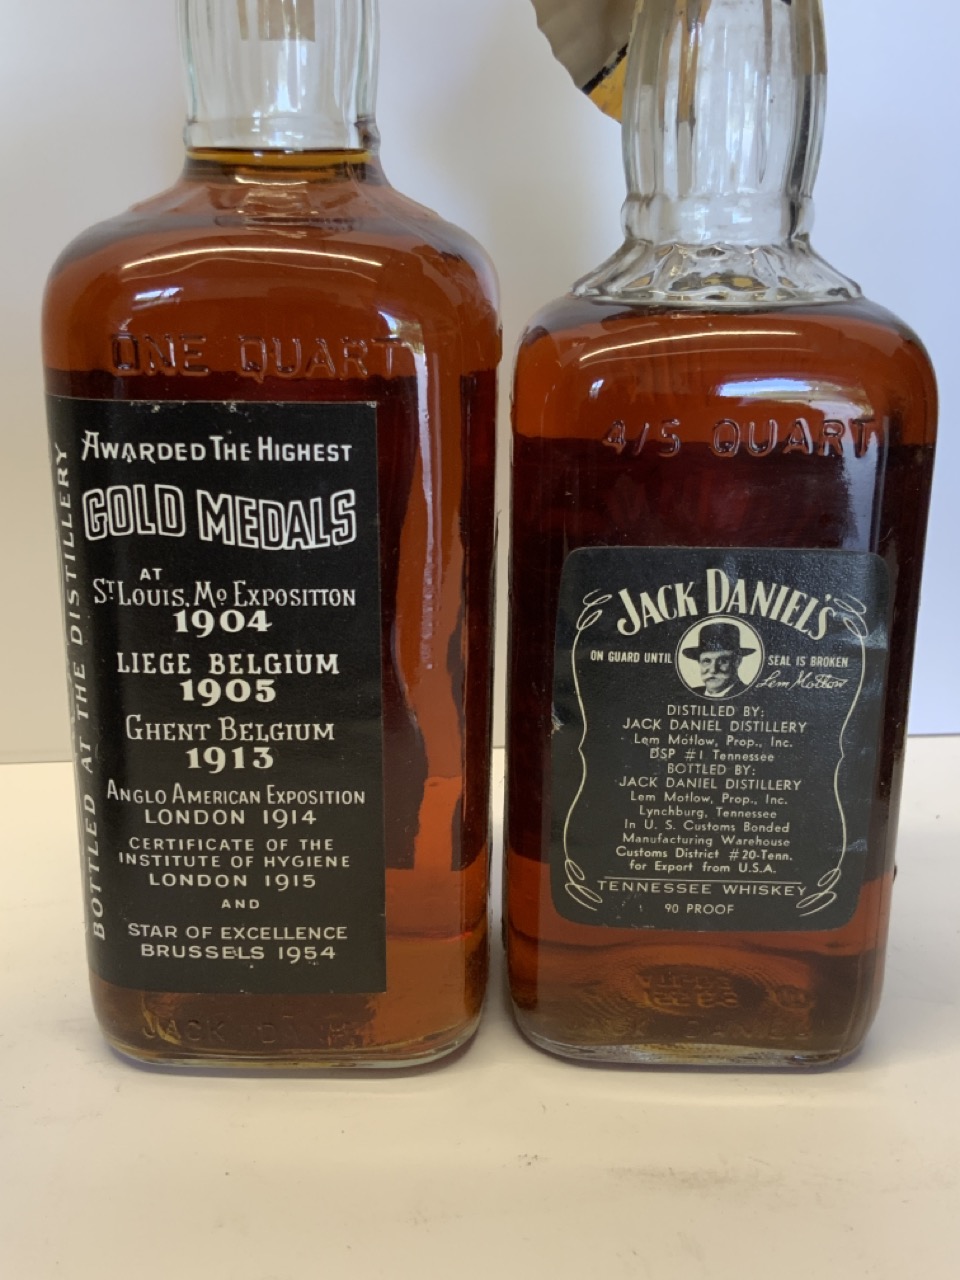 ONE QUART
BOTTLED AT THE DISTILLERY
AWARDED THE HIGHEST
GOLD MEDALS
AT
ST LOUIS, MO EXPOSITION
1904
LIEGE BELGIUM
1905
GHENT BELGIUM
1913
ANGLO AMERICAN EXPOSITION
LONDON 1914
CERTIFICATE OF THE
INSTITUTE OF HYGIENE
LONDON 1915
AND
STAR OF EXCELLENCE
BRUSSELS 1954
JACK DANIEL
4/5 QUART
JACK DANIEL'S
ON GUARD UNTIL SEAL IS BROKEN
Lem Motlow
DISTILLED BY:
JACK DANIEL DISTILLERY
Lem Motlow, Prop., Inc.
DSP #1 Tennessee
BOTTLED BY:
JACK DANIEL DISTILLERY
Lem Motlow, Prop., Inc.
Lynchburg, Tennessee
In U. S. Customs Bonded
Manufacturing Warehouse
Customs District #20-Tenn.
for Export from U.S.A.
TENNESSEE WHISKEY
90 PROOF